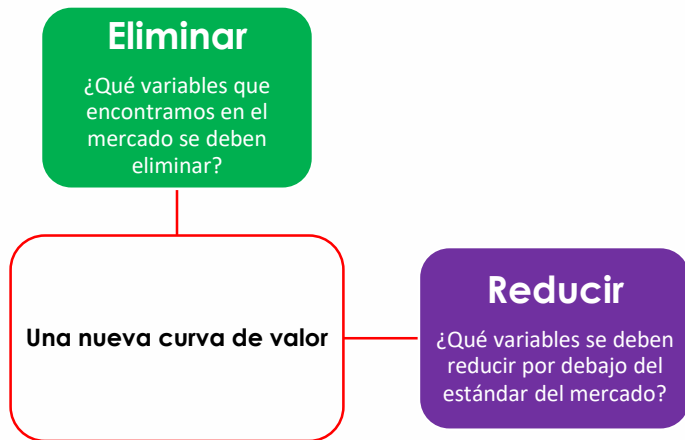 Eliminar
¿Qué variables que
encontramos en el
mercado se deben
eliminar?
Una nueva curva de valor
Reducir
¿Qué variables se deben
reducir por debajo del
estándar del mercado?